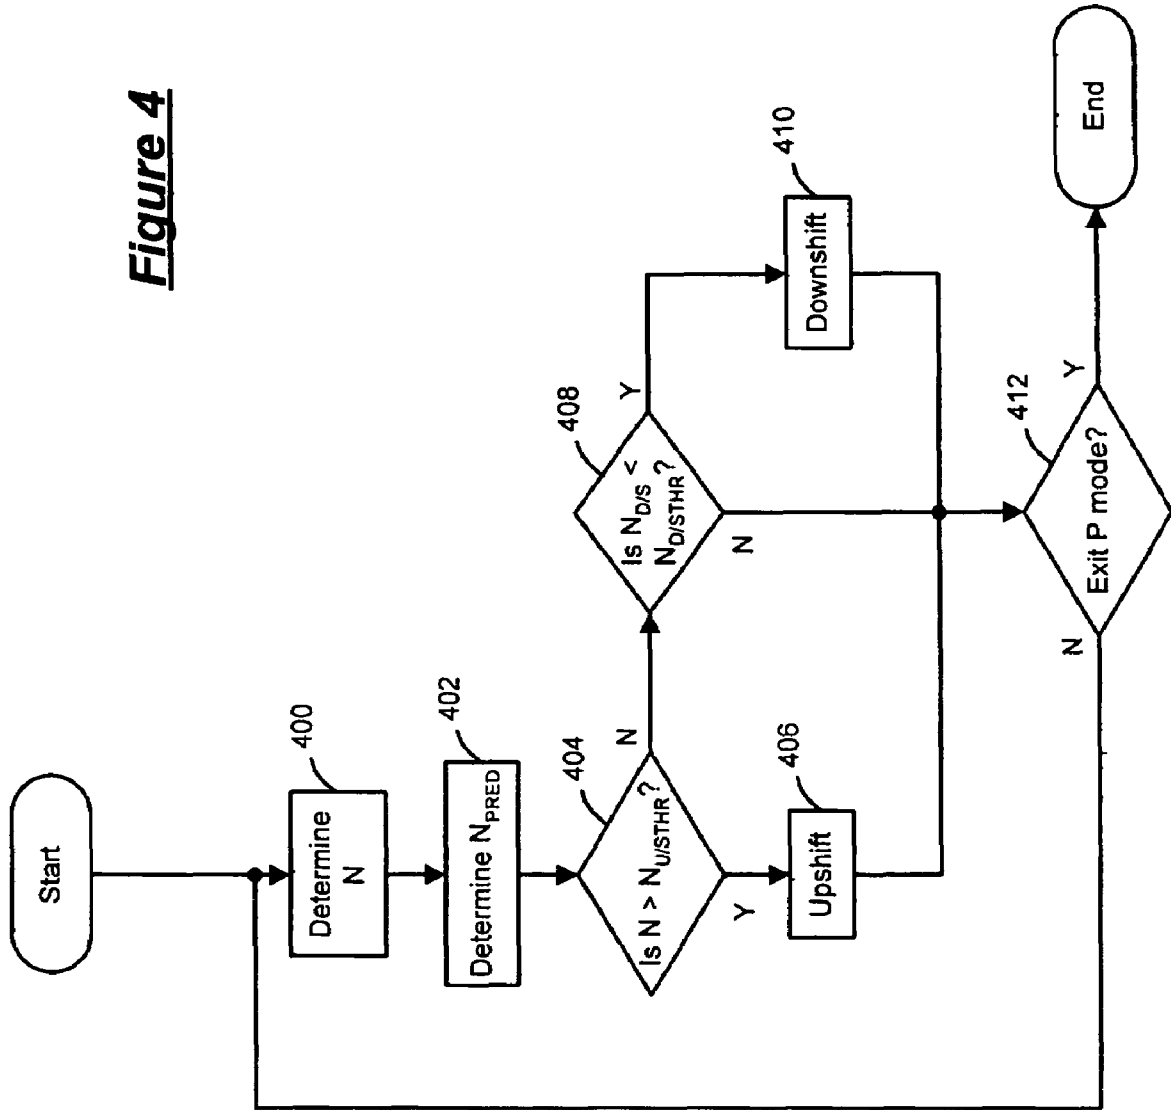 Figure 4
Start
400
Determine
N
402
Determine N_PRED
404
Is N > N_U/STHR?
N
Y
406
Upshift
408
Is N_D/S <
N_D/STHR?
Y
N
410
Downshift
412
Exit P mode?
N
Y
End